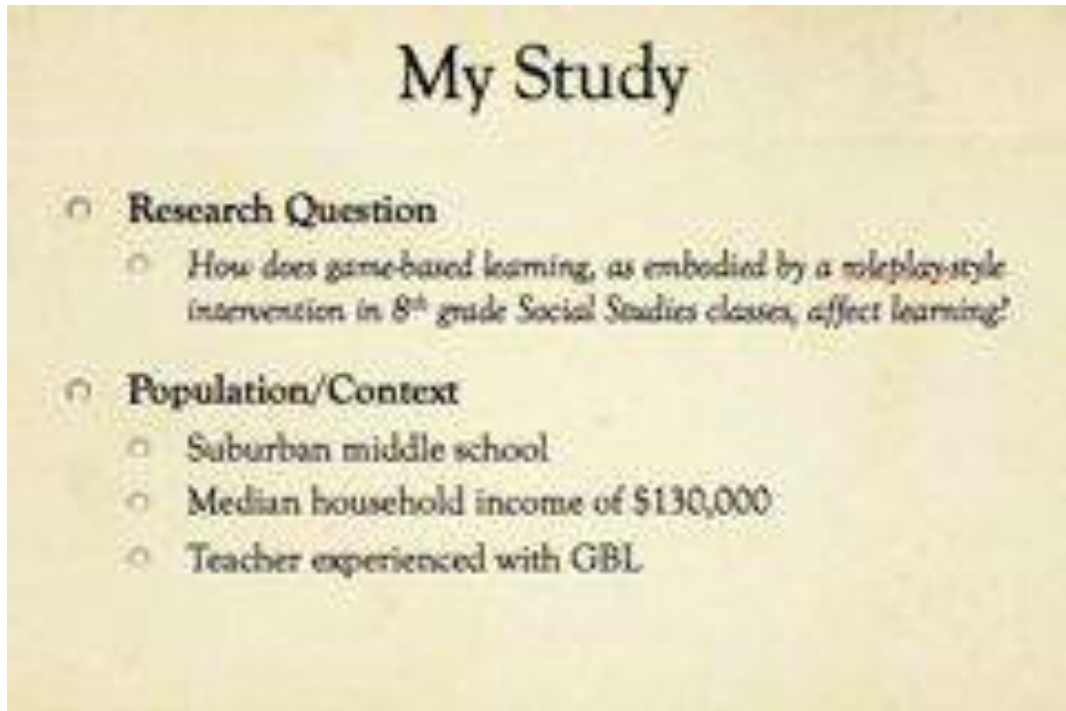 My Study
Research Question
How does game-based learning, as embodied by a roleplay-style
intervention in 8th grade Social Studies classes, affect learning?
Population/Context
Suburban middle school
Median household income of $130,000
Teacher experienced with GBL